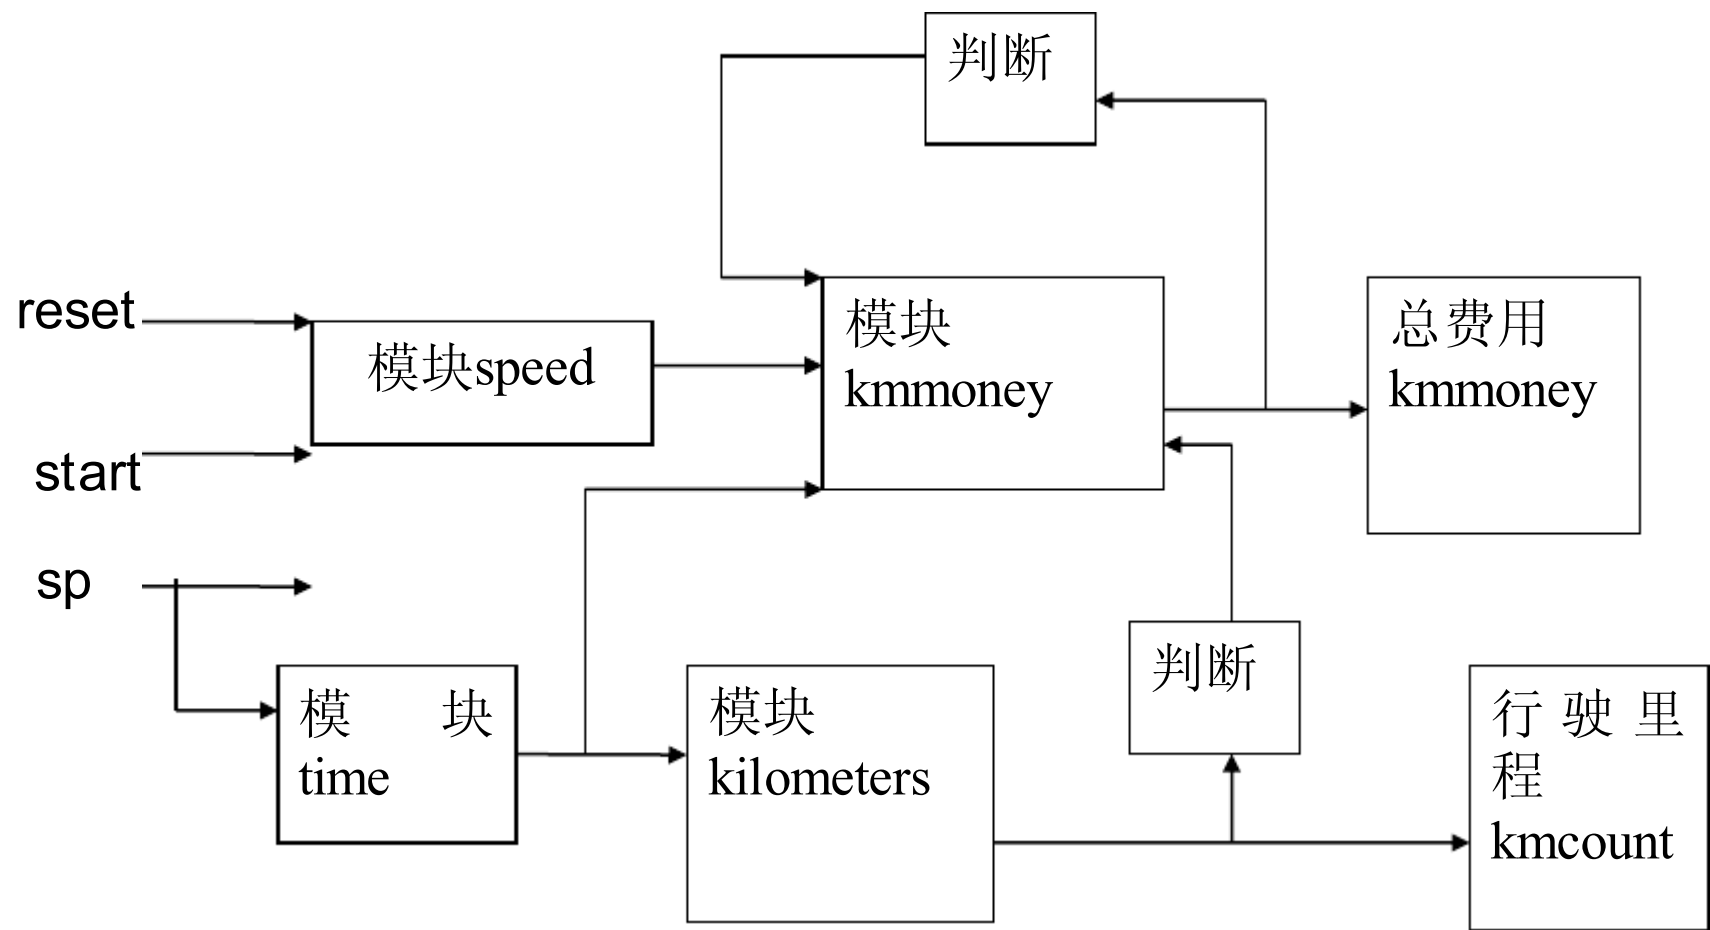 判断
reset
模块speed
模块
kmmoney
总费用
kmmoney
start
sp
判断
模 块
time
模块
kilometers
行驶里
程
kmcount